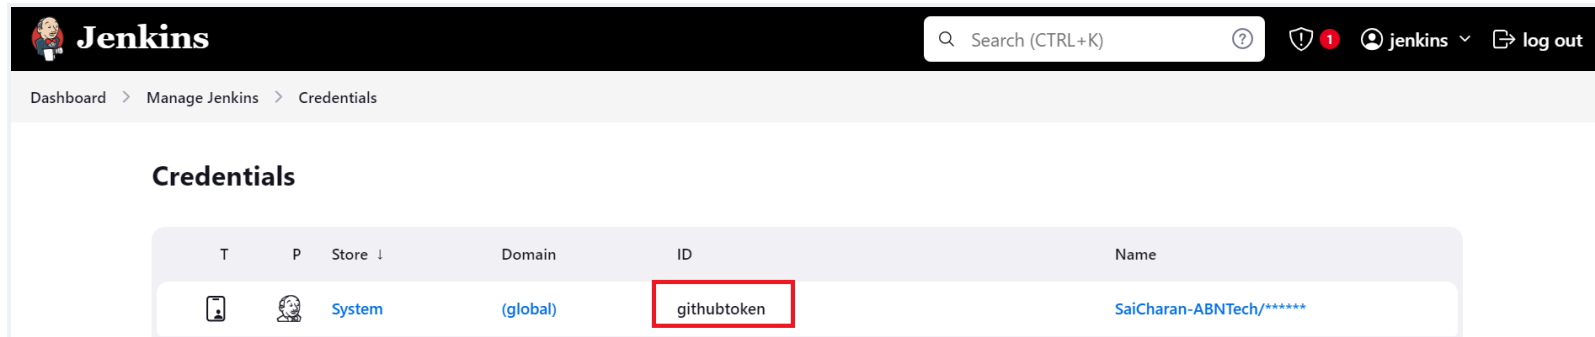 Jenkins Search (CTRL+K) ? 1 jenkins log out
Dashboard > Manage Jenkins > Credentials
Credentials
T P Store ↓ Domain ID Name
System (global) githubtoken SaiCharan-ABNTech/******